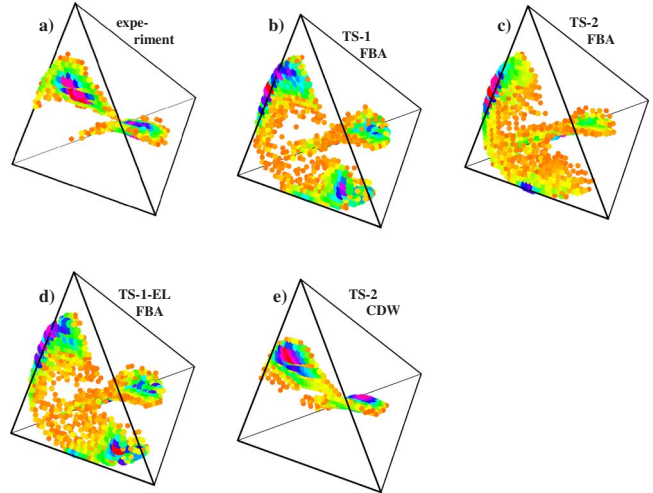 a) expe-
riment
b) TS-1
FBA
c) TS-2
FBA
d) TS-1-EL
FBA
e) TS-2
CDW